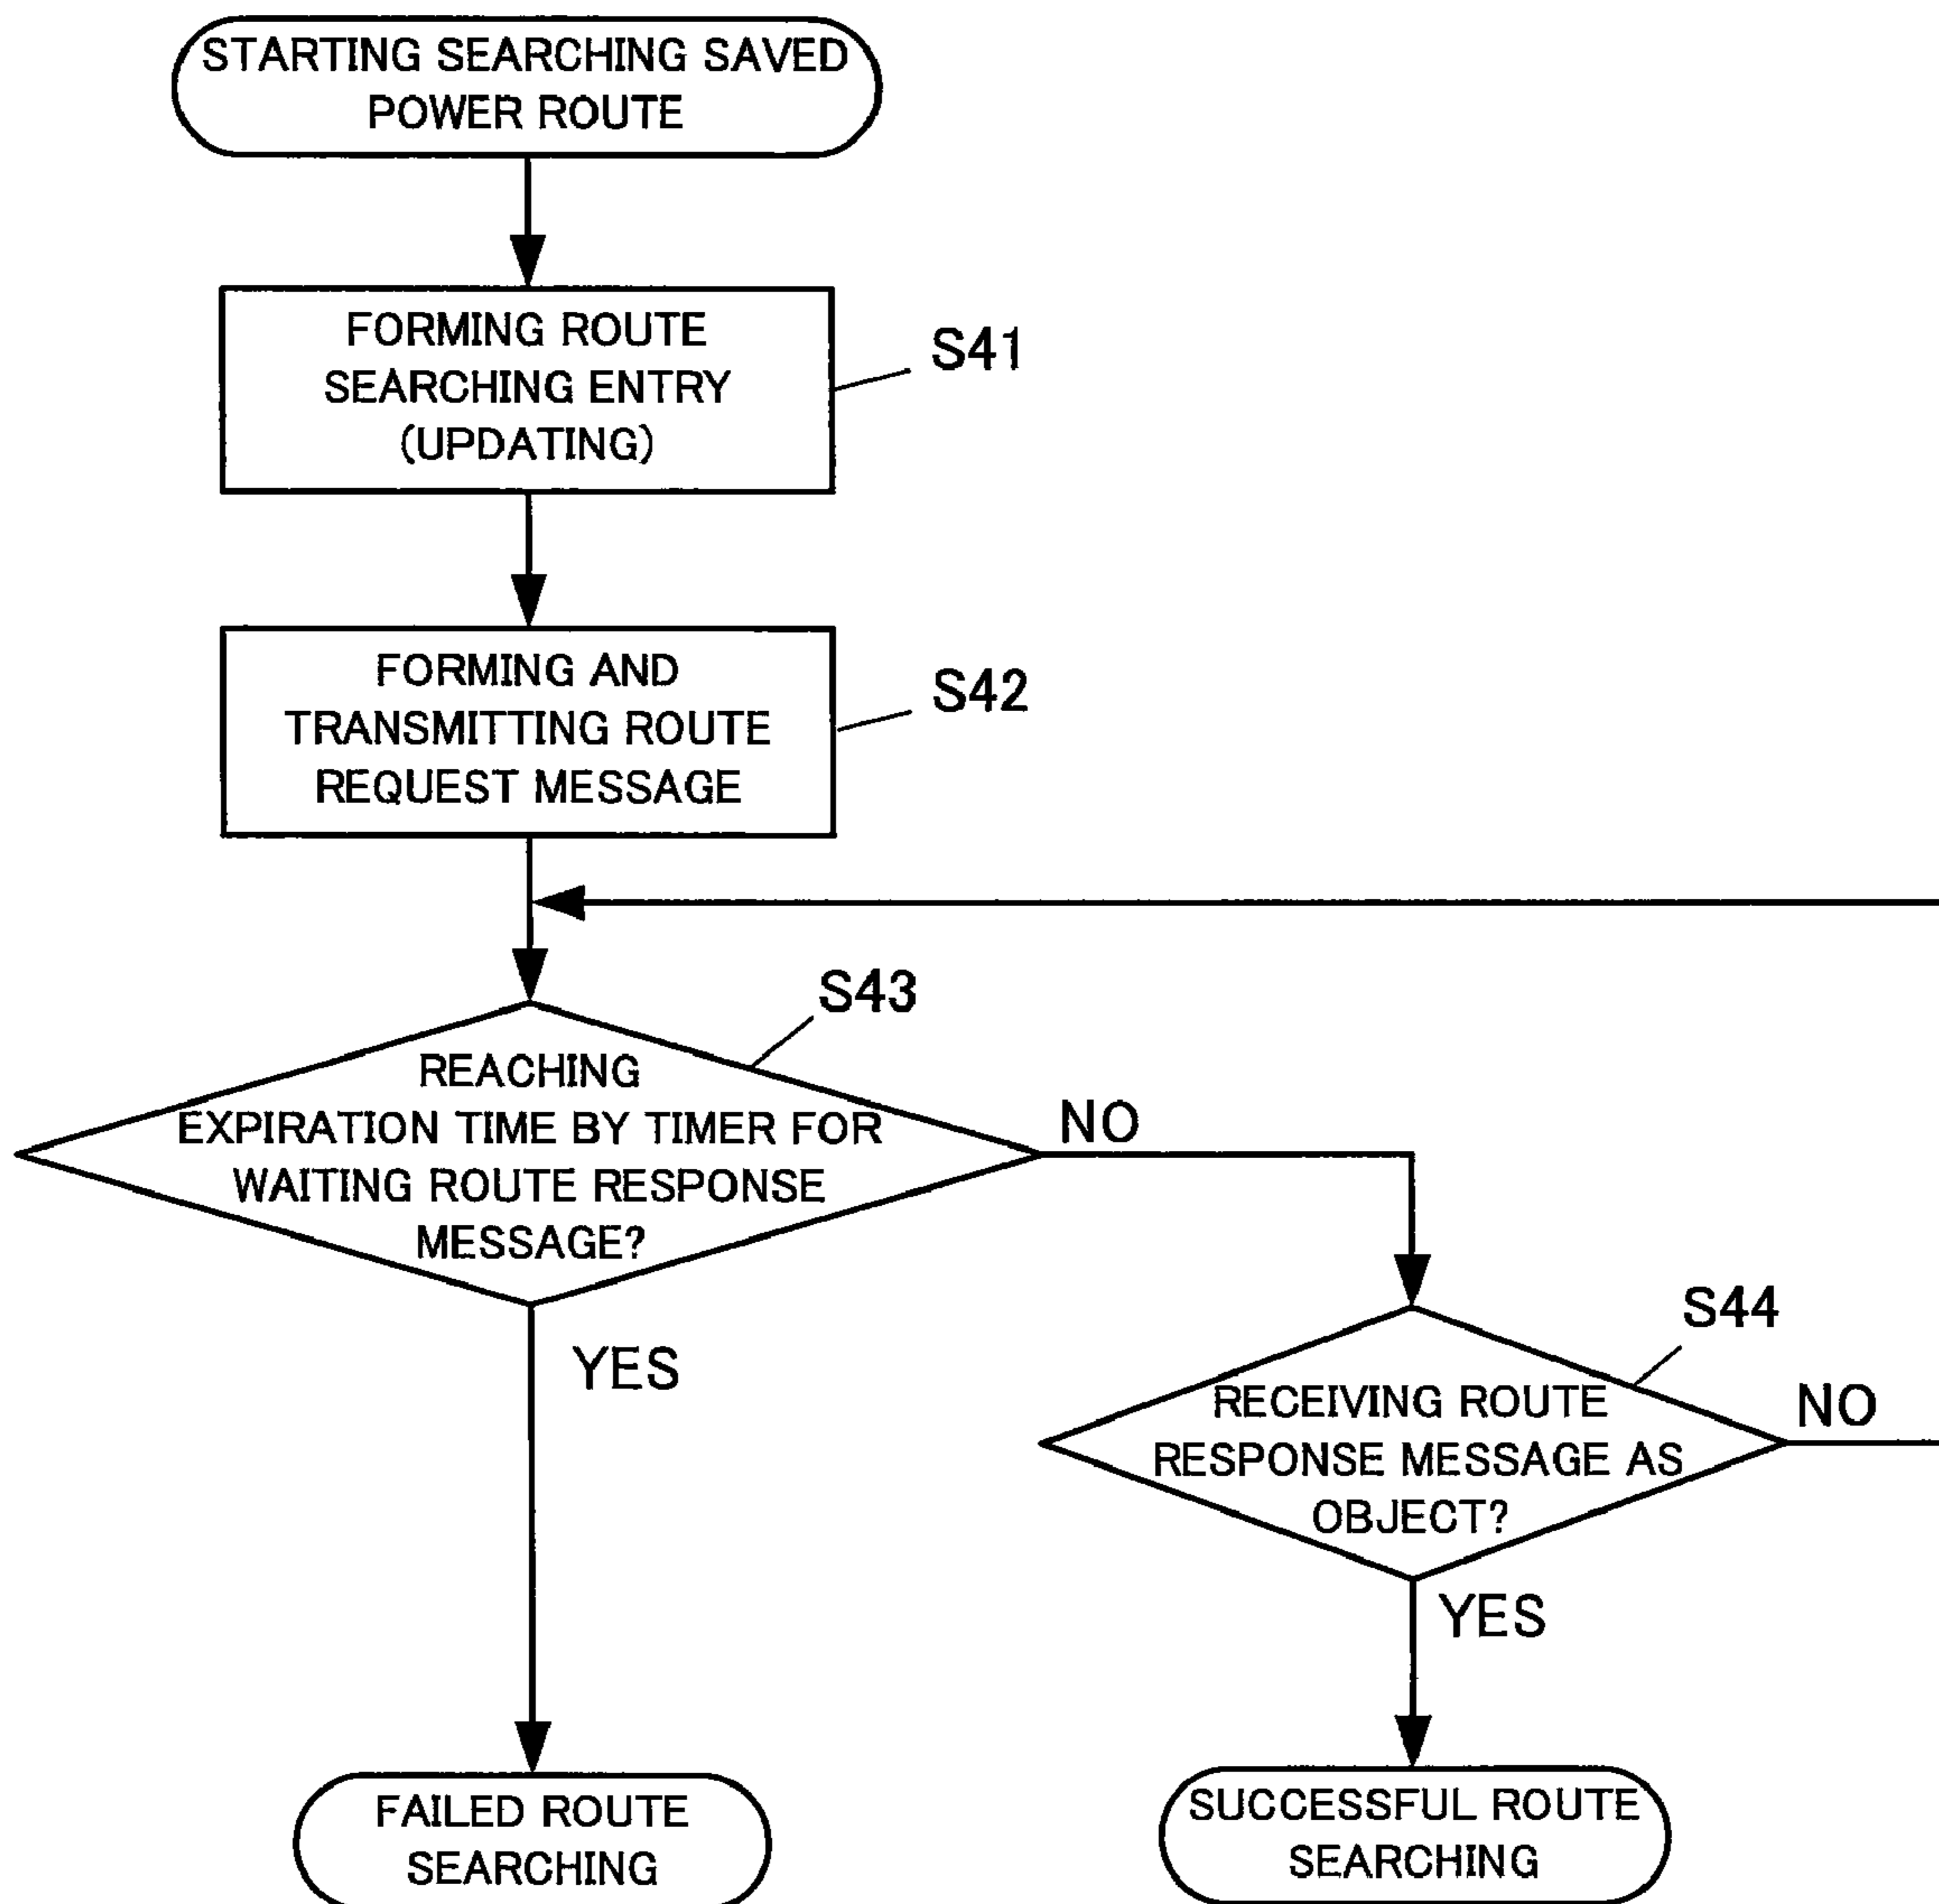 STARTING SEARCHING SAVED
POWER ROUTE
FORMING ROUTE
SEARCHING ENTRY
(UPDATING)
S41
FORMING AND
TRANSMITTING ROUTE
REQUEST MESSAGE
S42
S43
REACHING
EXPIRATION TIME BY TIMER FOR
WAITING ROUTE RESPONSE
MESSAGE?
NO
YES
S44
RECEIVING ROUTE
RESPONSE MESSAGE AS
OBJECT?
NO
YES
FAILED ROUTE
SEARCHING
SUCCESSFUL ROUTE
SEARCHING